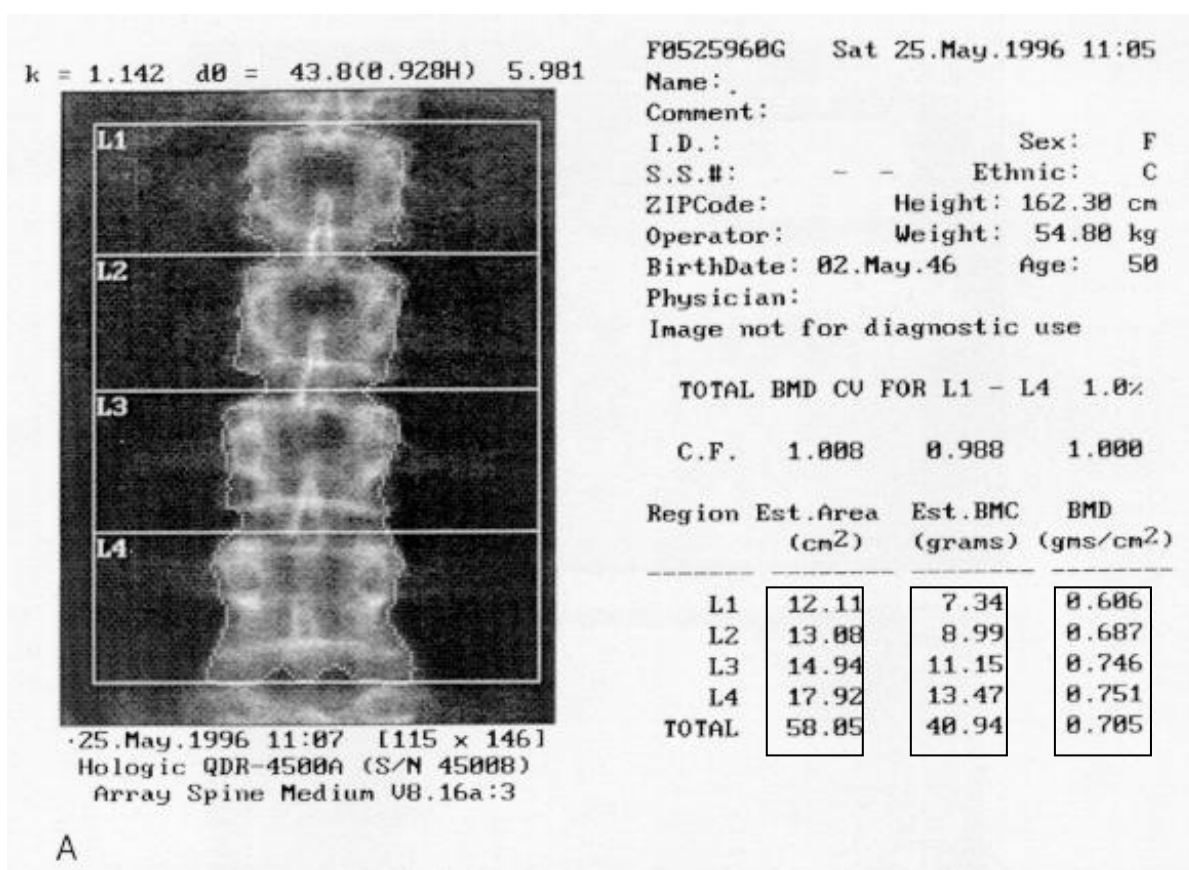 k = 1.142 d0 = 43.8(0.928H) 5.981
L1
L2
L3
L4
·25.May.1996 11:07 [115 x 146]
Hologic QDR-4500A (S/N 45008)
Array Spine Medium V8.16a:3
A
F0525960G Sat 25.May.1996 11:05
Name:
Comment:
I.D.: Sex: F
S.S.#: - - Ethnic: C
ZIPCode: Height: 162.30 cm
Operator: Weight: 54.80 kg
BirthDate: 02.May.46 Age: 50
Physician:
Image not for diagnostic use
TOTAL BMD CV FOR L1 - L4 1.0%
C.F. 1.008 0.988 1.000
Region Est.Area Est.BMC BMD
(cm2) (grams) (gms/cm2)
L1 12.11 7.34 0.606
L2 13.08 8.99 0.687
L3 14.94 11.15 0.746
L4 17.92 13.47 0.751
TOTAL 58.05 40.94 0.705